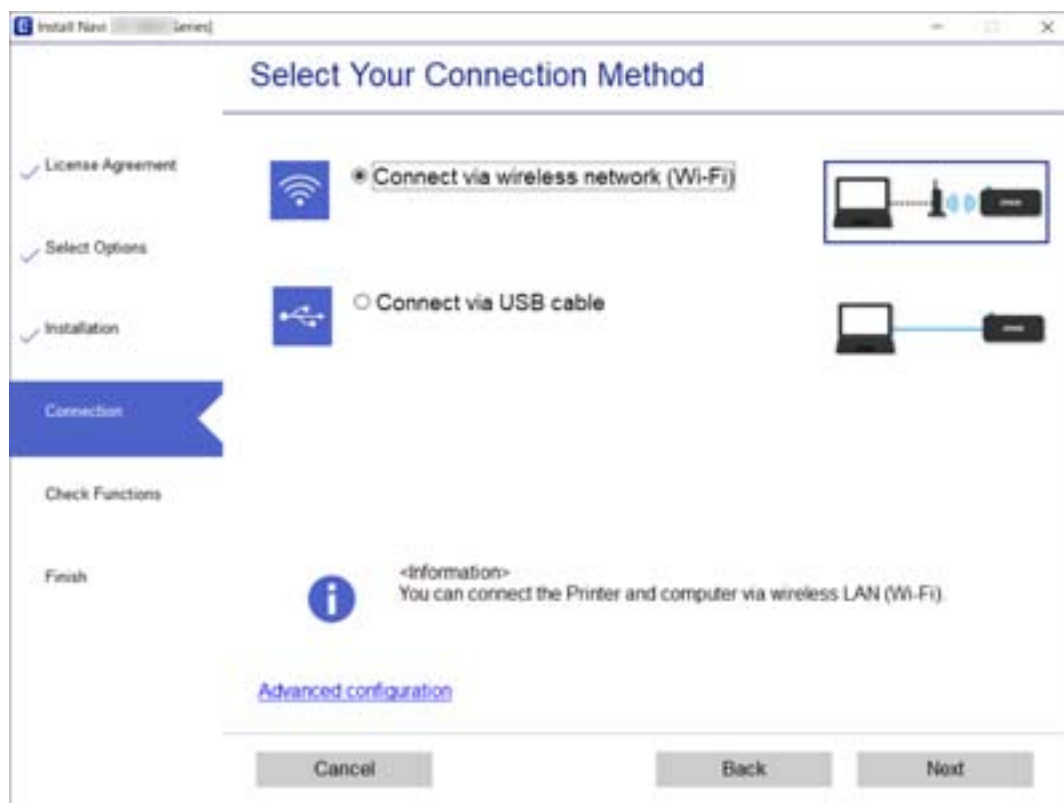 Install Navi
Series]
Select Your Connection Method
License Agreement
Select Options
Installation
Connection
Check Functions
Finish
Connect via wireless network (Wi-Fi)
Connect via USB cable
<Information>
You can connect the Printer and computer via wireless LAN (Wi-Fi).
Advanced configuration
Cancel
Back
Next